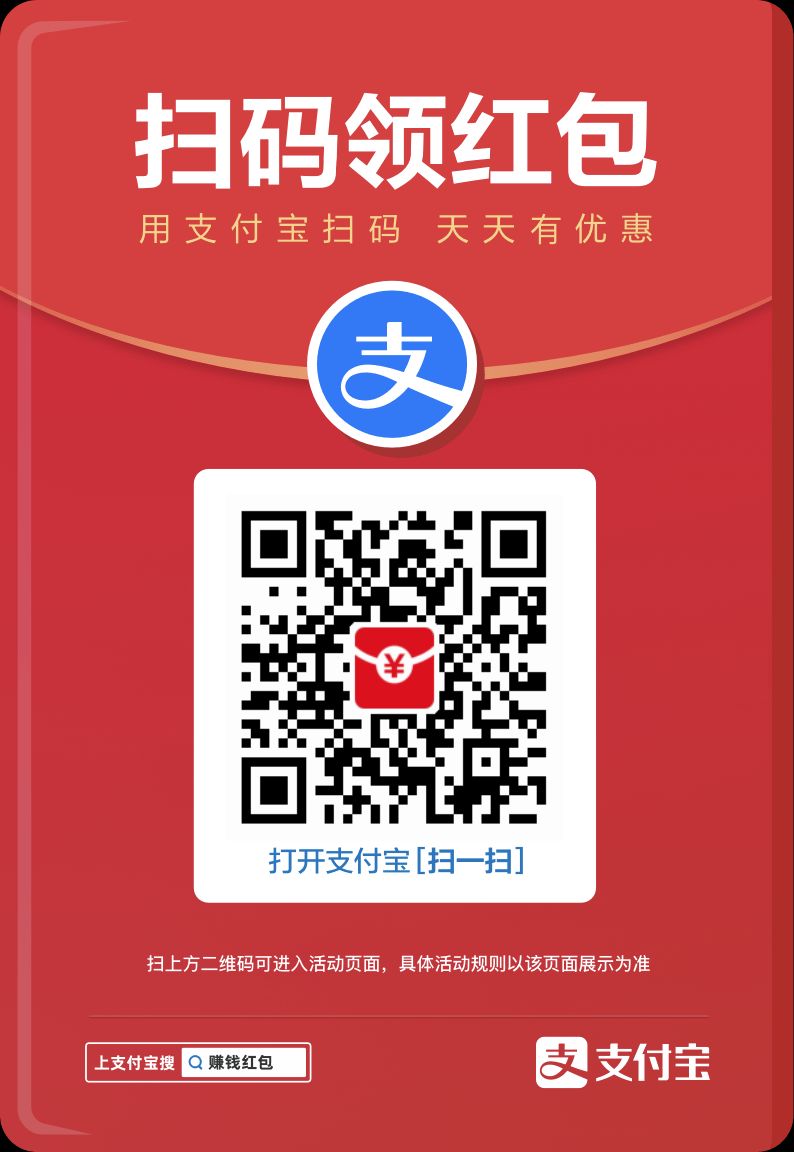 扫码领红包
用支付宝扫码 天天有优惠
支
¥
打开支付宝[扫一扫]
扫上方二维码可进入活动页面，具体活动规则以该页面展示为准
上支付宝搜 赚钱红包
支 支付宝